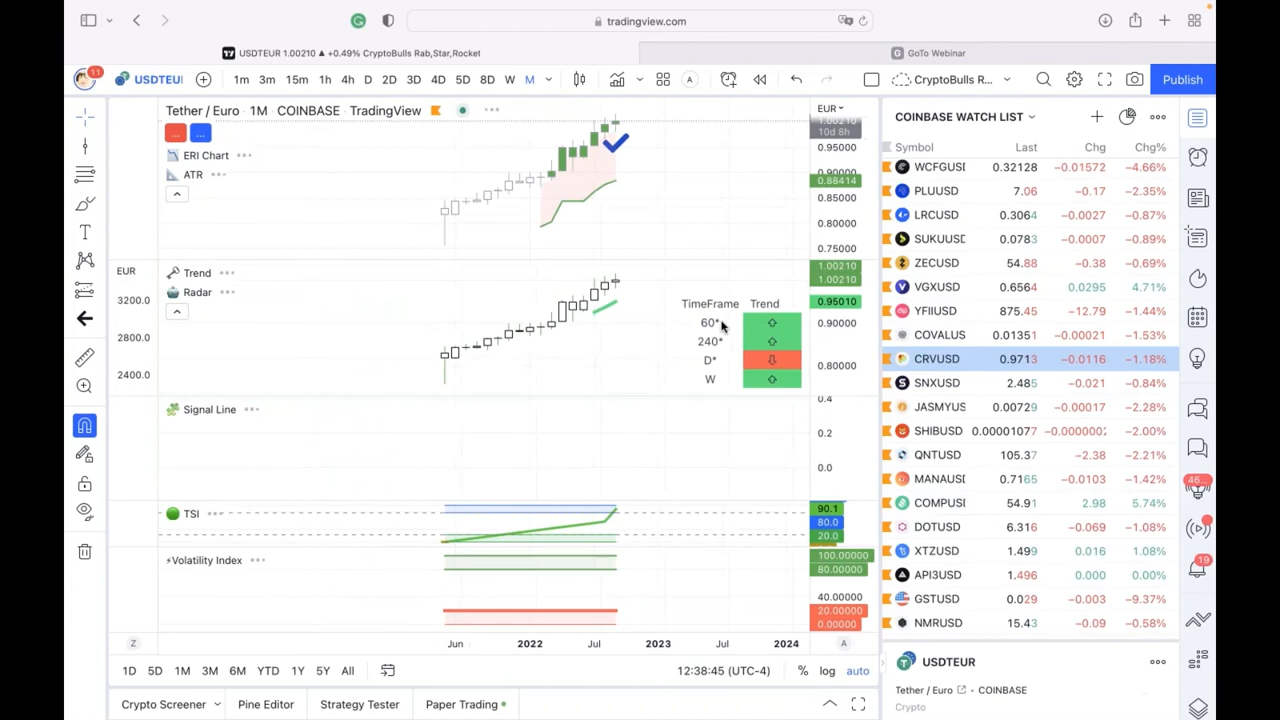 tradingview.com
USDTEUR 1.00210 ▲ +0.49% CryptoBulls Rab,Star,Rocket
GoTo Webinar
11
USDTEU
1m 3m 15m 1h 4h D 2D 3D 4D 5D 8D W M
CryptoBulls R...
Publish
Tether / Euro · 1M · COINBASE · TradingView
EUR
1.00210
10d 8h
0.95000
0.90000
0.88414
0.85000
0.80000
0.75000
ERI Chart
ATR
EUR
3200.0
2800.0
2400.0
Trend
Radar
TimeFrame Trend
60*
240*
D*
W
1.00210
1.00210
0.95010
0.90000
0.80000
Signal Line
0.4
0.2
0.0
TSI
90.1
80.0
20.0
Volatility Index
100.00000
80.00000
40.00000
20.00000
0.00000
Z
Jun 2022 Jul 2023 Jul 2024
A
1D 5D 1M 3M 6M YTD 1Y 5Y All
12:38:45 (UTC-4)
% log auto
Crypto Screener Pine Editor Strategy Tester Paper Trading
COINBASE WATCH LIST
Symbol Last Chg Chg%
WCFGUSI 0.32128 −0.01572 −4.66%
PLUUSD 7.06 −0.17 −2.35%
LRCUSD 0.3064 −0.0027 −0.87%
SUKUUSD 0.0783 −0.0007 −0.89%
ZECUSD 54.88 −0.38 −0.69%
VGXUSD 0.6564 0.0295 4.71%
YFIIUSD 875.45 −12.79 −1.44%
COVALUS 0.01351 −0.00021 −1.53%
CRVUSD 0.9713 −0.0116 −1.18%
SNXUSD 2.485 −0.021 −0.84%
JASMYUS 0.00729 −0.00017 −2.28%
SHIBUSD 0.00001077 −0.0000002 −2.00%
QNTUSD 105.37 −2.38 −2.21%
MANAUSD 0.7165 −0.0103 −1.42%
COMPUSI 54.91 2.98 5.74%
DOTUSD 6.316 −0.069 −1.08%
XTZUSD 1.499 0.016 1.08%
API3USD 1.496 0.000 0.00%
GSTUSD 0.029 −0.003 −9.37%
NMRUSD 15.43 −0.09 −0.58%
USDTEUR
Tether / Euro · COINBASE
Crypto
46...
19